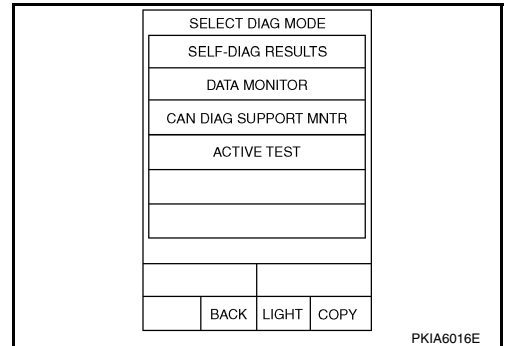 SELECT DIAG MODE
SELF-DIAG RESULTS
DATA MONITOR
CAN DIAG SUPPORT MNTR
ACTIVE TEST
BACK LIGHT COPY
PKIA6016E